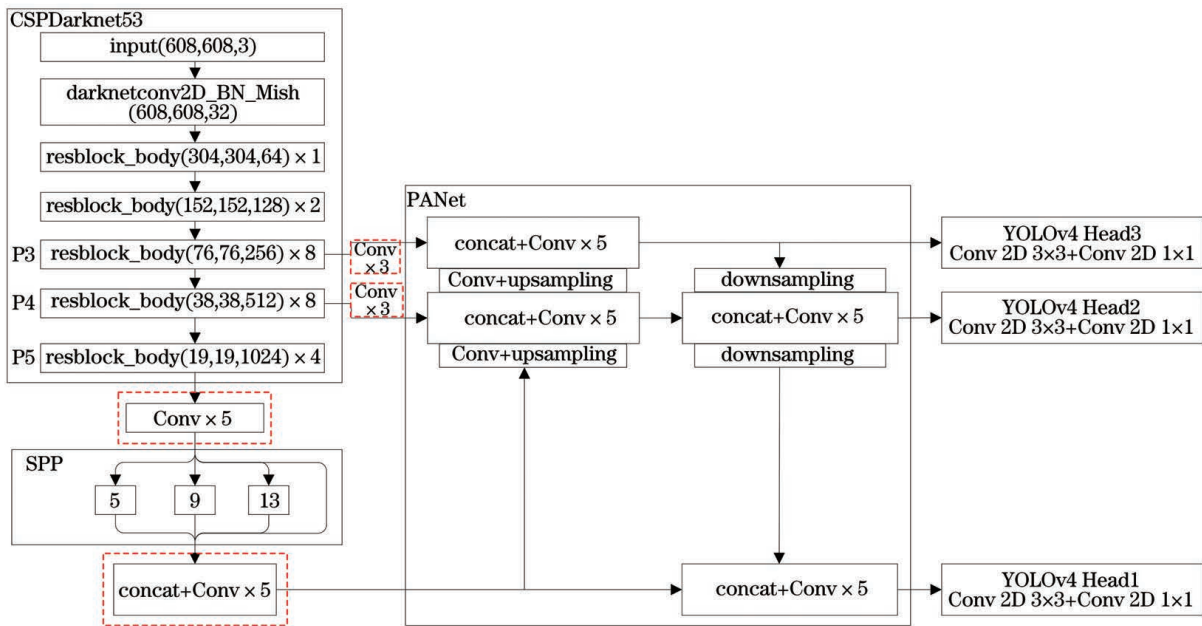 CSPDarknet53
input(608,608,3)
darknetconv2D_BN_Mish
(608,608,32)
resblock_body(304,304,64) × 1
resblock_body(152,152,128) × 2
P3
resblock_body(76,76,256) × 8
P4
resblock_body(38,38,512) × 8
P5
resblock_body(19,19,1024) × 4
Conv
×3
Conv
×3
Conv × 5
SPP
5
9
13
concat+Conv × 5
PANet
concat+Conv × 5
Conv+upsampling
concat+Conv × 5
Conv+upsampling
downsampling
concat+Conv × 5
downsampling
concat+Conv × 5
YOLOv4 Head3
Conv 2D 3×3+Conv 2D 1×1
YOLOv4 Head2
Conv 2D 3×3+Conv 2D 1×1
YOLOv4 Head1
Conv 2D 3×3+Conv 2D 1×1